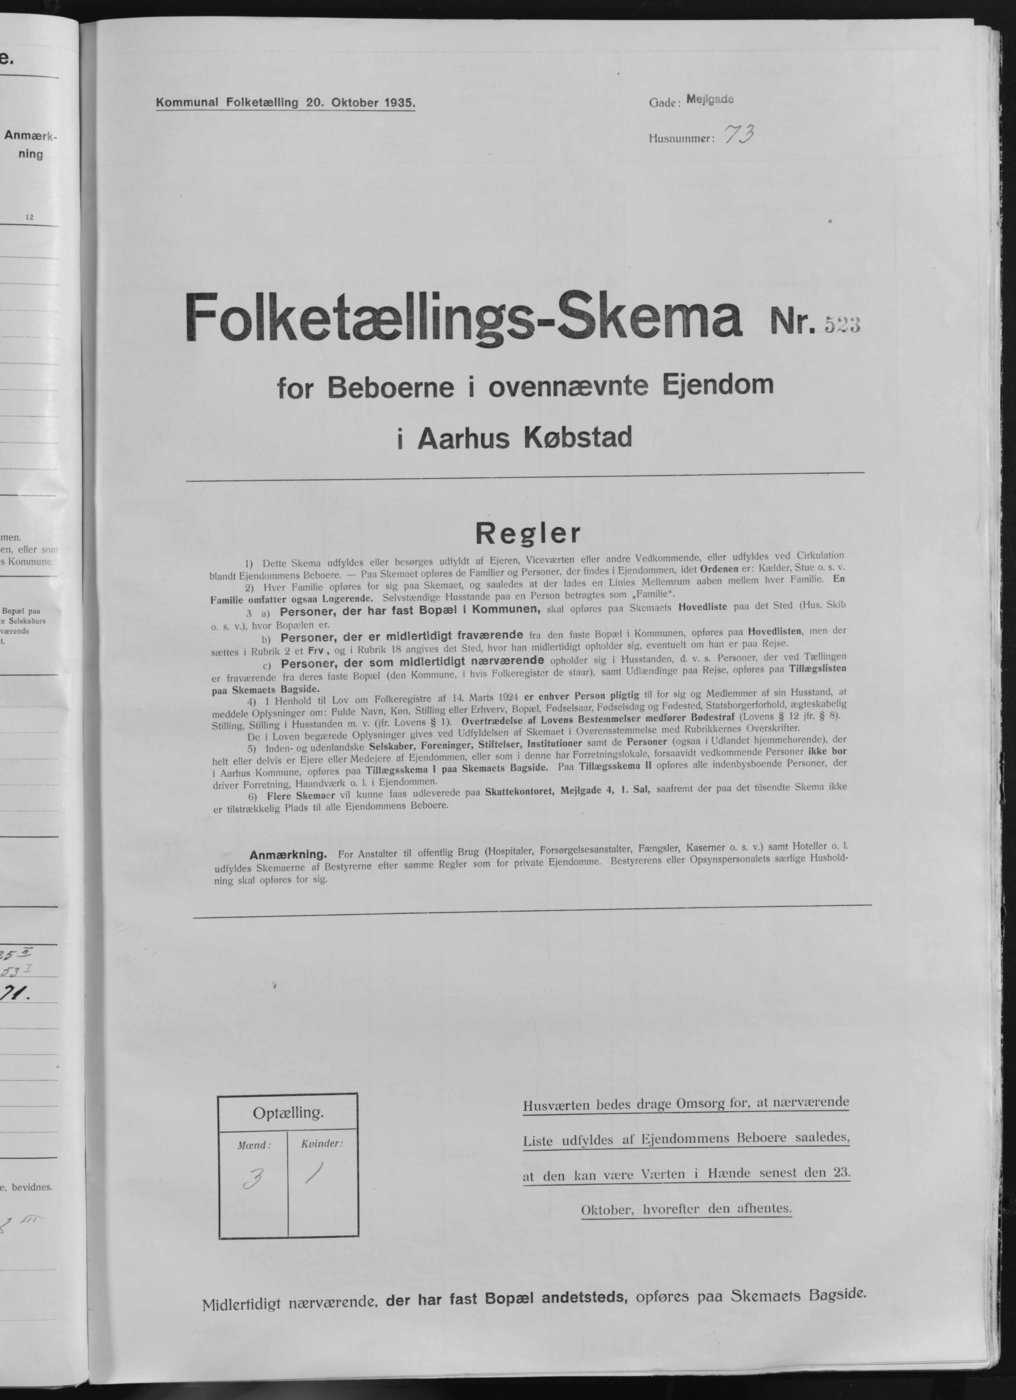 e.
Anmærk-
ning
12
men.
en, eller som
s Kommune.
Bopæl paa
te Selskabers
værende
t.
25 II
53 I
71.
e, bevidnes.
III
Kommunal Folketælling 20. Oktober 1935.
Gade: Mejlgade
Husnummer: 73
Folketællings-Skema Nr. 523
for Beboerne i ovennævnte Ejendom
i Aarhus Købstad
Regler
1) Dette Skema udfyldes eller besørges udfyldt af Ejeren, Viceværten eller andre Vedkommende, eller udfyldes ved Cirkulation
blandt Ejendommens Beboere. — Paa Skemaet opføres de Familier og Personer, der findes i Ejendommen, idet Ordenen er: Kælder, Stue o. s. v.
2) Hver Familie opføres for sig paa Skemaet, og saaledes at der lades en Linies Mellemrum aaben mellem hver Familie. En
Familie omfatter ogsaa Logerende. Selvstændige Husstande paa en Person betragtes som „Familie“.
3 a) Personer, der har fast Bopæl i Kommunen, skal opføres paa Skemaets Hovedliste paa det Sted (Hus, Skib
o. s. v.), hvor Bopælen er.
b) Personer, der er midlertidigt fraværende fra den faste Bopæl i Kommunen, opføres paa Hovedlisten, men der
sættes i Rubrik 2 et Frv, og i Rubrik 18 angives det Sted, hvor han midlertidigt opholder sig, eventuelt om han er paa Rejse.
c) Personer, der som midlertidigt nærværende opholder sig i Husstanden, d. v. s. Personer, der ved Tællingen
er fraværende fra deres faste Bopæl (den Kommune, i hvis Folkeregister de staar), samt Udlændinge paa Rejse, opføres paa Tillægslisten
paa Skemaets Bagside.
4) I Henhold til Lov om Folkeregistre af 14. Marts 1924 er enhver Person pligtig til for sig og Medlemmer af sin Husstand, at
meddele Oplysninger om: Fulde Navn, Køn, Stilling eller Erhverv, Bopæl, Fødselsaar, Fødselsdag og Fødested, Statsborgerforhold, ægteskabelig
Stilling, Stilling i Husstanden m. v. (jfr. Lovens § 1). Overtrædelse af Lovens Bestemmelser medfører Bødestraf (Lovens § 12 jfr. § 8).
De i Loven begærede Oplysninger gives ved Udfyldelsen af Skemaet i Overensstemmelse med Rubrikkernes Overskrifter.
5) Inden- og udenlandske Selskaber, Foreninger, Stiftelser, Institutioner samt de Personer (ogsaa i Udlandet hjemmehørende), der
helt eller delvis er Ejere eller Medejere af Ejendommen, eller som i denne har Forretningslokale, forsaavidt vedkommende Personer ikke bor
i Aarhus Kommune, opføres paa Tillægsskema I paa Skemaets Bagside. Paa Tillægsskema II opføres alle indenbysboende Personer, der
driver Forretning, Haandværk o. l. i Ejendommen.
6) Flere Skemaer vil kunne faas udleverede paa Skattekontoret, Mejlgade 4, 1. Sal, saafremt der paa det tilsendte Skema ikke
er tilstrækkelig Plads til alle Ejendommens Beboere.
Anmærkning. For Anstalter til offentlig Brug (Hospitaler, Forsørgelsesanstalter, Fængsler, Kaserner o. s. v.) samt Hoteller o. l.
udfyldes Skemaerne af Bestyrerne efter samme Regler som for private Ejendomme. Bestyrerens eller Opsynspersonalets særlige Hushold-
ning skal opføres for sig.
Optælling.
Mænd: Kvinder:
3 1
Husværten bedes drage Omsorg for, at nærværende
Liste udfyldes af Ejendommens Beboere saaledes,
at den kan være Værten i Hænde senest den 23.
Oktober, hvorefter den afhentes.
Midlertidigt nærværende, der har fast Bopæl andetsteds, opføres paa Skemaets Bagside.